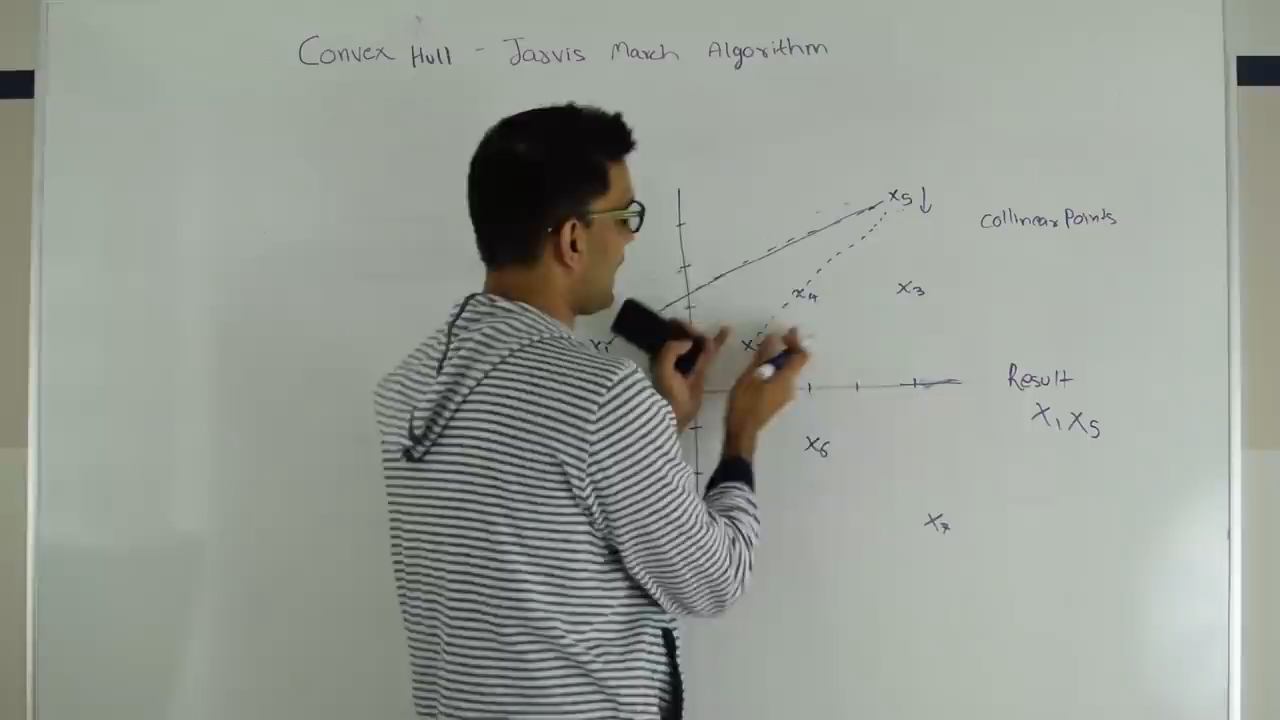 Convex Hull - Jarvis March Algorithm
X5
Collinear Points
X4
X3
X1
Result
X1 X5
X6
X7